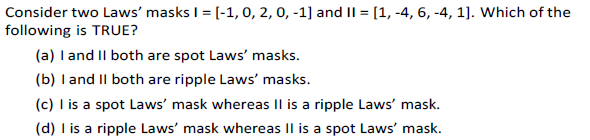 Consider two Laws' masks I = [-1, 0, 2, 0, -1] and II = [1, -4, 6, -4, 1]. Which of the
following is TRUE?
(a) I and II both are spot Laws' masks.
(b) I and II both are ripple Laws' masks.
(c) I is a spot Laws' mask whereas II is a ripple Laws' mask.
(d) I is a ripple Laws' mask whereas II is a spot Laws' mask.